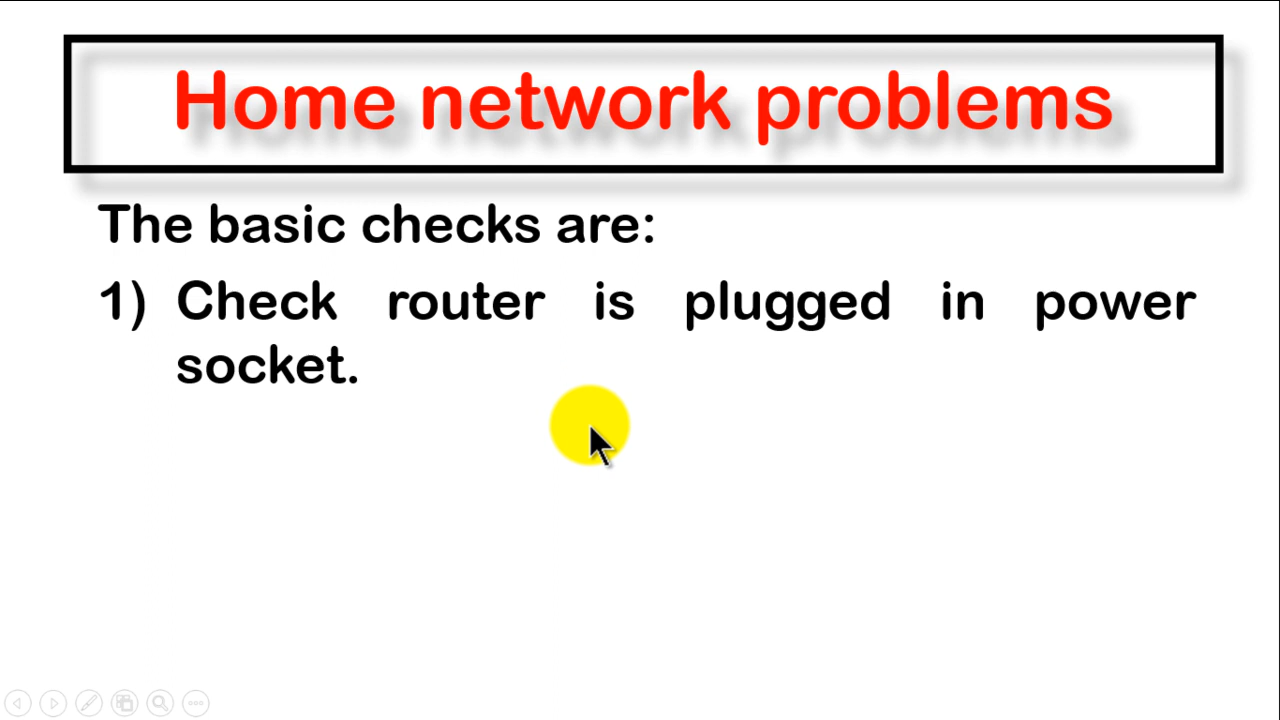 Home network problems
The basic checks are:
1) Check router is plugged in power
socket.